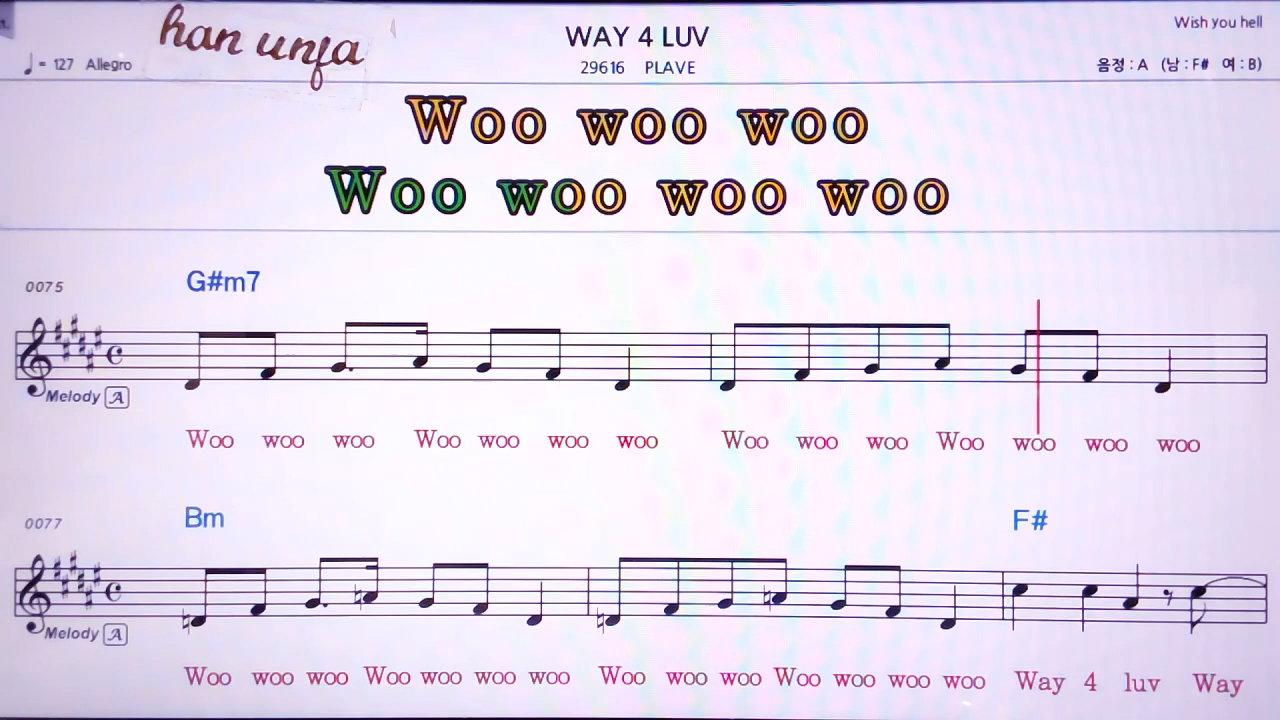 han unfa
WAY 4 LUV
Wish you hell
♩= 127 Allegro
29616 PLAVE
음정 : A (남 : F# 여 : B)
Woo woo woo
Woo woo woo woo
0075
G#m7
Melody A
Woo woo woo Woo woo woo woo Woo woo woo Woo woo woo woo
0077
Bm F#
Melody A
Woo woo woo Woo woo woo woo Woo woo woo Woo woo woo woo Way 4 luv Way